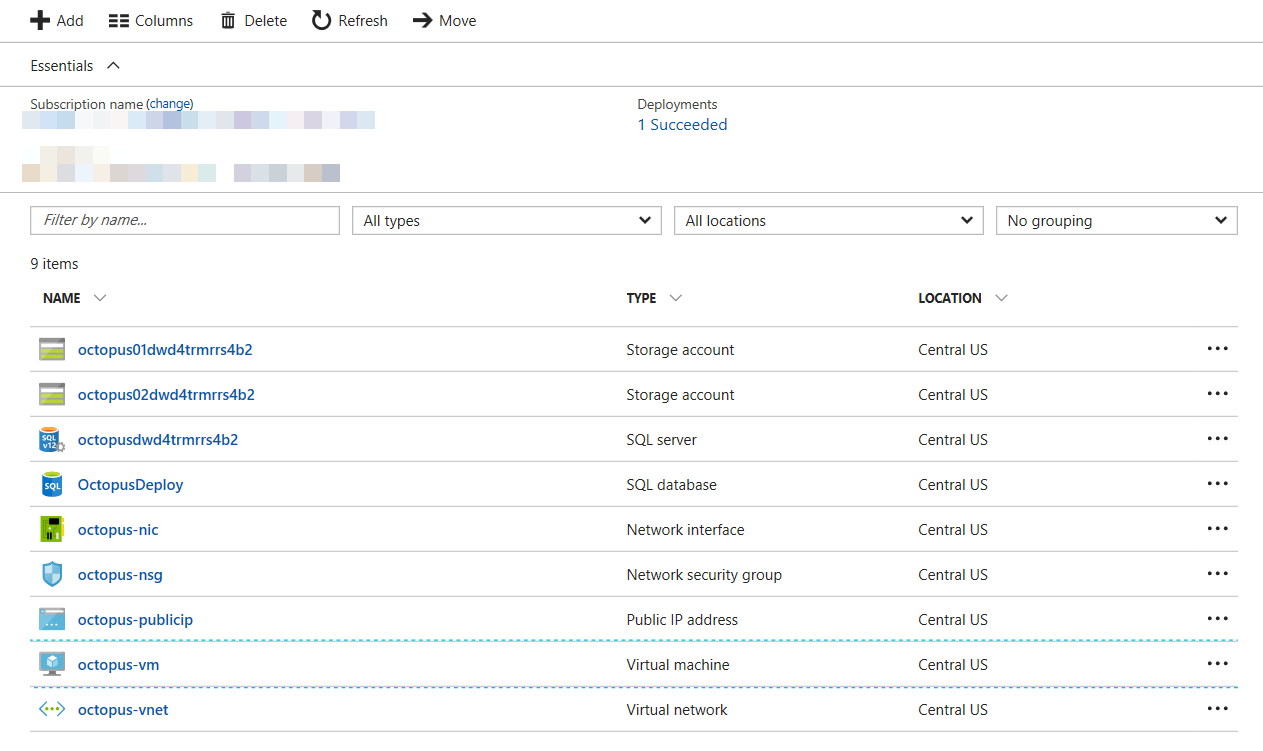 Add Columns Delete Refresh Move
Essentials
Subscription name (change) Deployments
1 Succeeded
Filter by name... All types All locations No grouping
9 items
NAME TYPE LOCATION
octopus01dwd4trmrrs4b2 Storage account Central US
octopus02dwd4trmrrs4b2 Storage account Central US
SQL v12 octopusdwd4trmrrs4b2 SQL server Central US
SQL OctopusDeploy SQL database Central US
octopus-nic Network interface Central US
octopus-nsg Network security group Central US
octopus-publicip Public IP address Central US
octopus-vm Virtual machine Central US
octopus-vnet Virtual network Central US